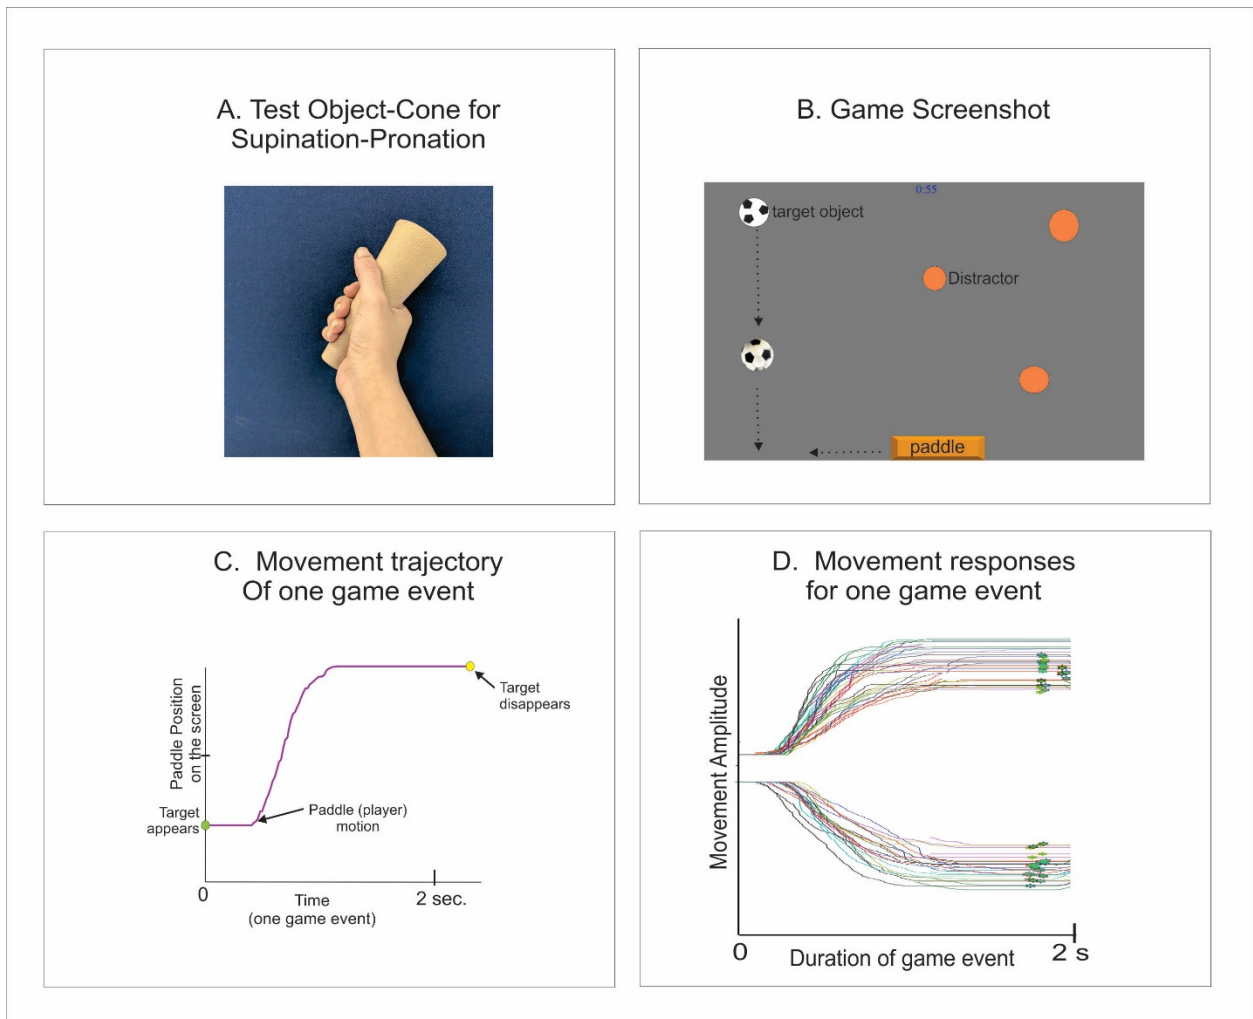 A. Test Object-Cone for
Supination-Pronation
B. Game Screenshot
0:55
target object
Distractor
paddle
C. Movement trajectory
Of one game event
Paddle Position
on the screen
Target
appears
Paddle (player)
motion
Target
disappears
0
2 sec.
Time
(one game event)
D. Movement responses
for one game event
Movement Amplitude
0
2 s
Duration of game event